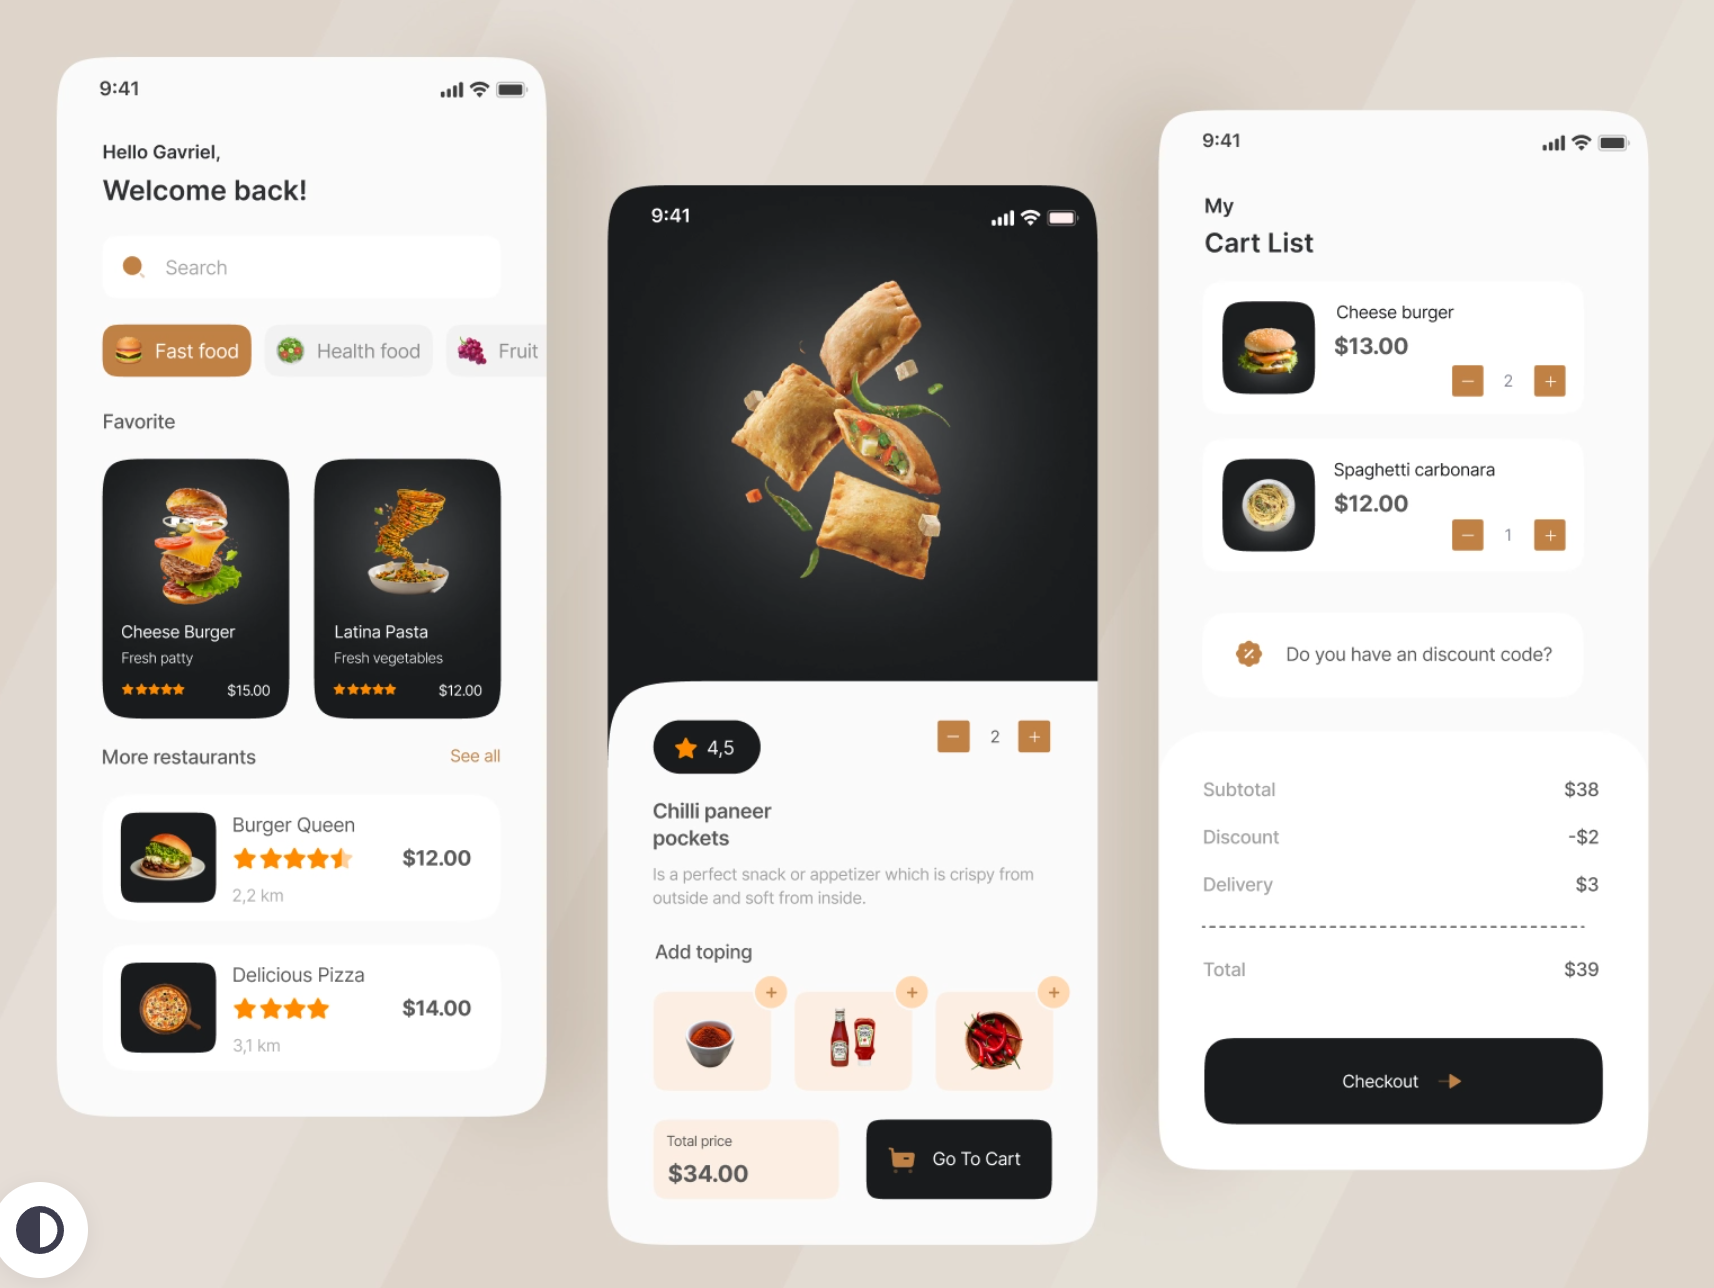 9:41
Hello Gavriel,
Welcome back!
Search
Fast food
Health food
Fruit
Favorite
Cheese Burger
Fresh patty
$15.00
Latina Pasta
Fresh vegetables
$12.00
More restaurants
See all
Burger Queen
$12.00
2,2 km
Delicious Pizza
$14.00
3,1 km
9:41
4,5
2
Chilli paneer
pockets
Is a perfect snack or appetizer which is crispy from
outside and soft from inside.
Add toping
Total price
$34.00
Go To Cart
9:41
My
Cart List
Cheese burger
$13.00
2
Spaghetti carbonara
$12.00
1
Do you have an discount code?
Subtotal $38
Discount -$2
Delivery $3
Total $39
Checkout